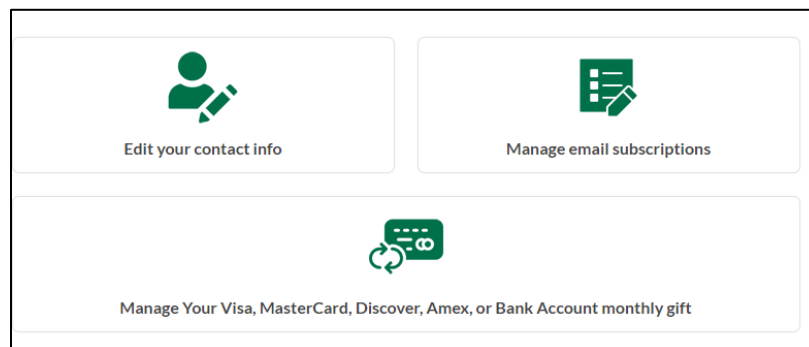 Edit your contact info
Manage email subscriptions
Manage Your Visa, MasterCard, Discover, Amex, or Bank Account monthly gift